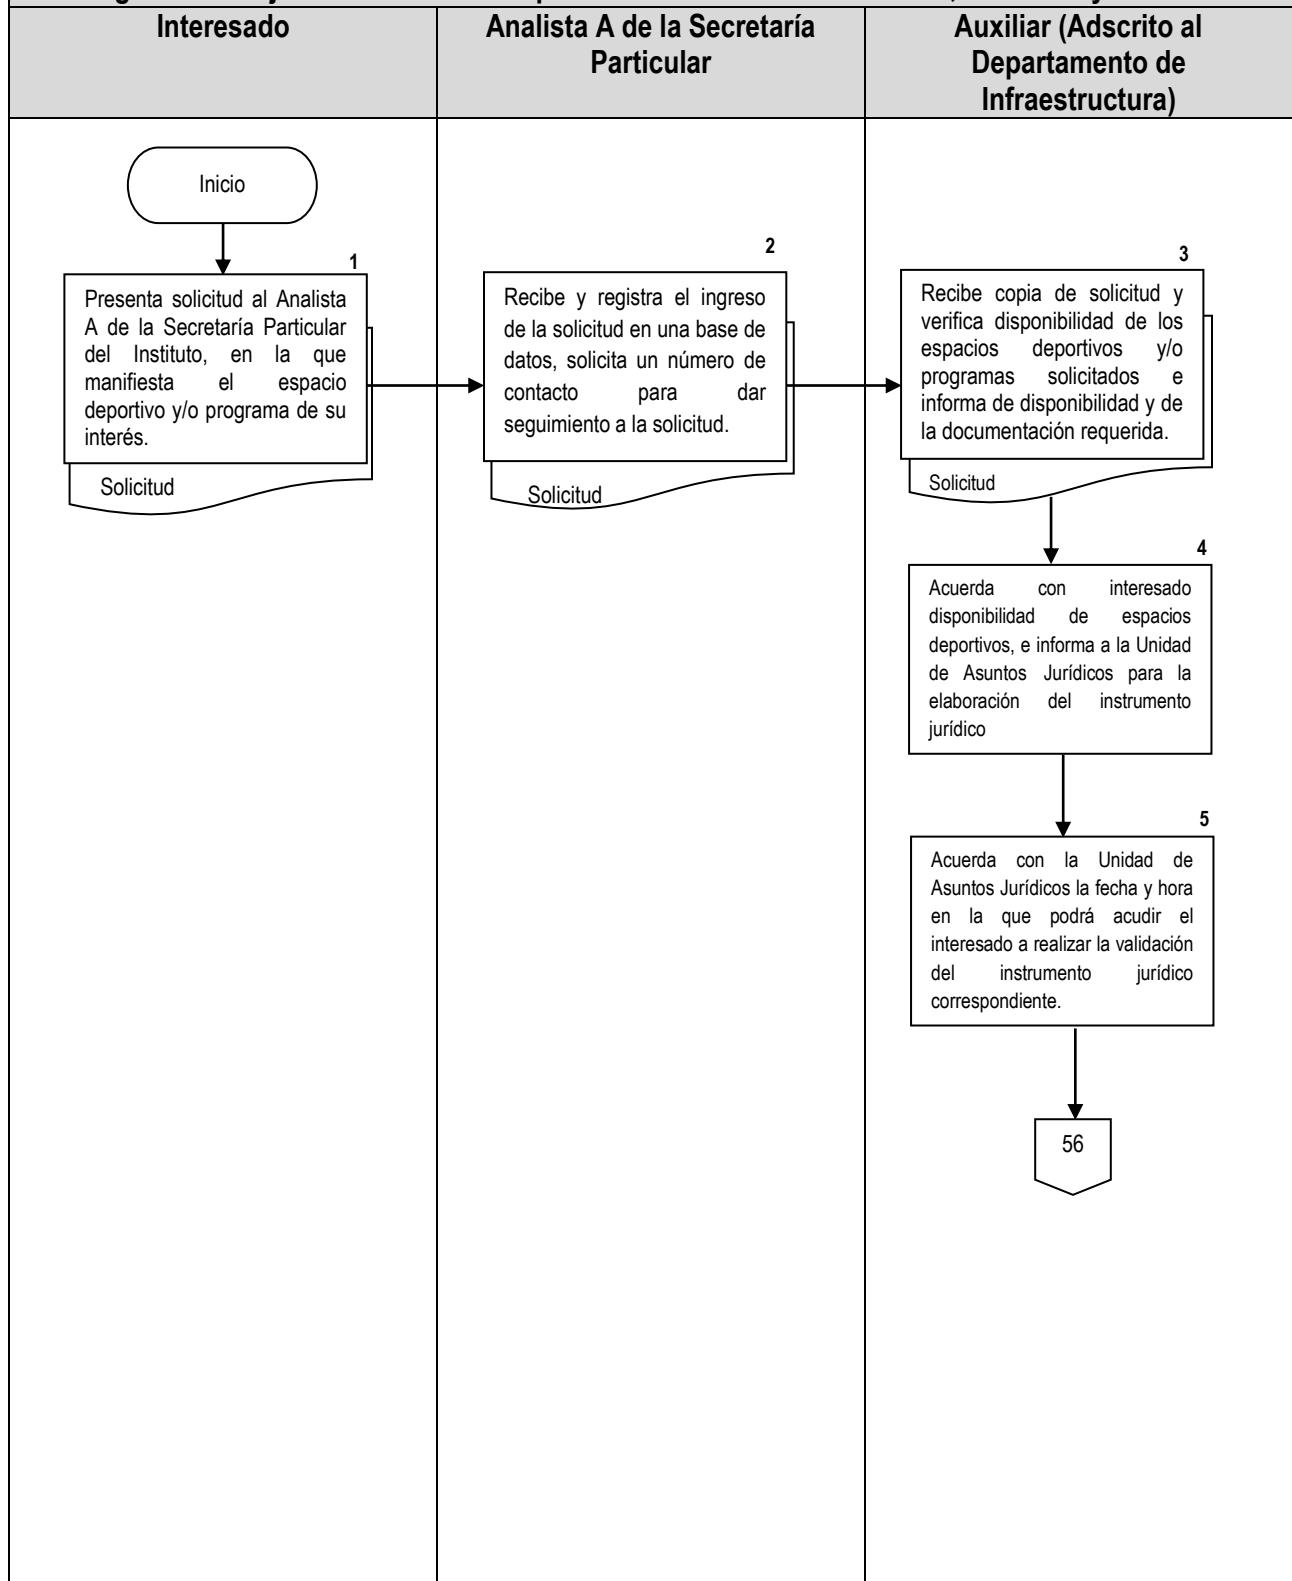 Interesado
Analista A de la Secretaría
Particular
Auxiliar (Adscrito al
Departamento de
Infraestructura)
Inicio
1
Presenta solicitud al Analista
A de la Secretaría Particular
del Instituto, en la que
manifiesta el espacio
deportivo y/o programa de su
interés.
Solicitud
2
Recibe y registra el ingreso
de la solicitud en una base de
datos, solicita un número de
contacto para dar
seguimiento a la solicitud.
Solicitud
3
Recibe copia de solicitud y
verifica disponibilidad de los
espacios deportivos y/o
programas solicitados e
informa de disponibilidad y de
la documentación requerida.
Solicitud
4
Acuerda con interesado
disponibilidad de espacios
deportivos, e informa a la Unidad
de Asuntos Jurídicos para la
elaboración del instrumento
jurídico
5
Acuerda con la Unidad de
Asuntos Jurídicos la fecha y hora
en la que podrá acudir el
interesado a realizar la validación
del instrumento jurídico
correspondiente.
56